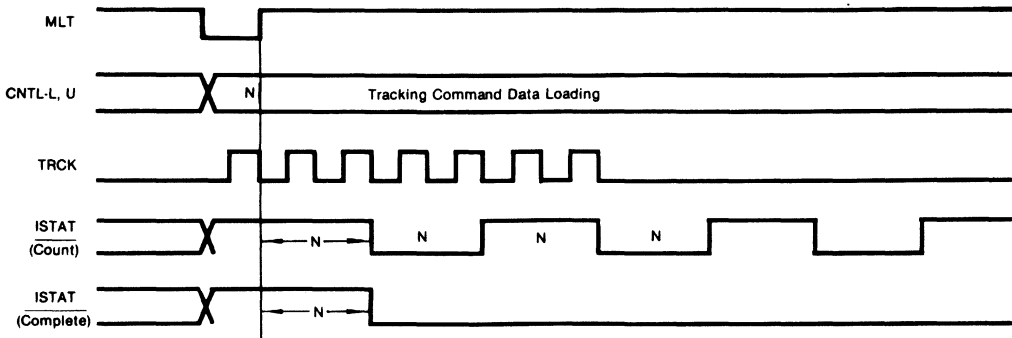 MLT
CNTL-L, U
N
Tracking Command Data Loading
TRCK
ISTAT
(Count)
N
N
N
N
ISTAT
(Complete)
N